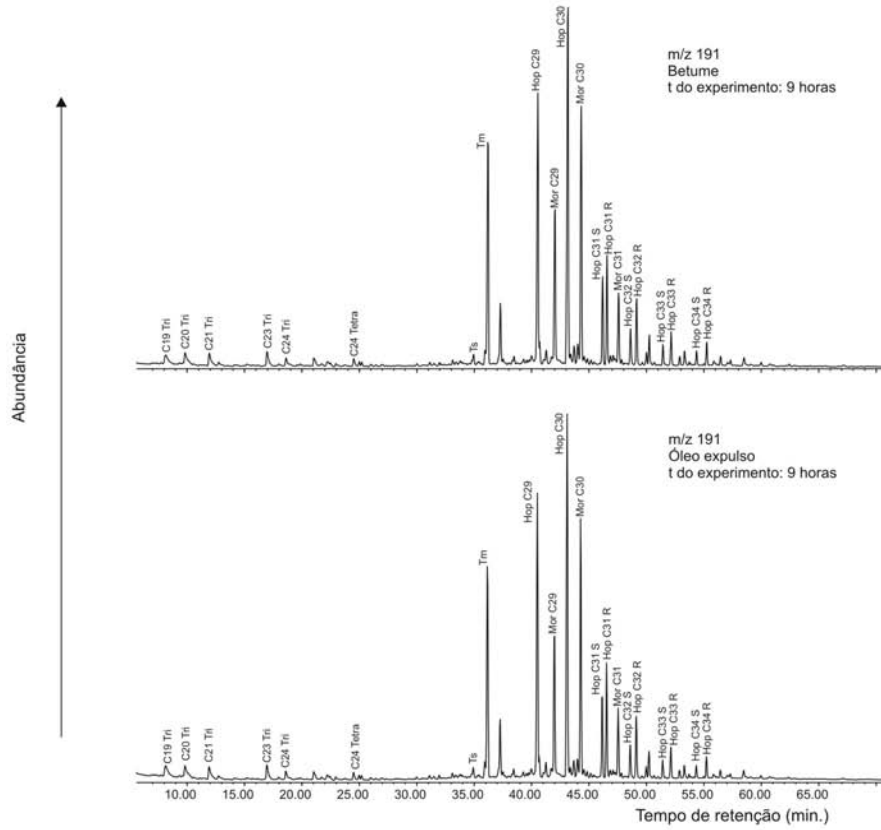 m/z 191
Betume
t do experimento: 9 horas
C19 Tri
C20 Tri
C21 Tri
C23 Tri
C24 Tri
C24 Tetra
Ts
Tm
Hop C29
Mor C29
Hop C30
Mor C30
Hop C31 S
Hop C31 R
Mor C31
Hop C32 S
Hop C32 R
Hop C33 S
Hop C33 R
Hop C34 S
Hop C34 R
Abundância
m/z 191
Óleo expulso
t do experimento: 9 horas
C19 Tri
C20 Tri
C21 Tri
C23 Tri
C24 Tri
C24 Tetra
Ts
Tm
Hop C29
Mor C29
Hop C30
Mor C30
Hop C31 S
Hop C31 R
Mor C31
Hop C32 S
Hop C32 R
Hop C33 S
Hop C33 R
Hop C34 S
Hop C34 R
10.00 15.00 20.00 25.00 30.00 35.00 40.00 45.00 50.00 55.00 60.00 65.00
Tempo de retenção (min.)